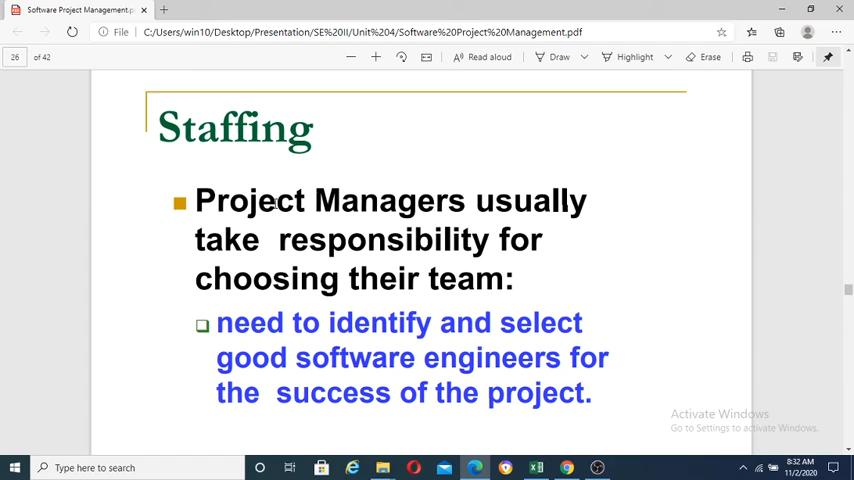 Software Project Management.p
File
C:/Users/win10/Desktop/Presentation/SE%20II/Unit%204/Software%20Project%20Management.pdf
26 of 42
Read aloud
Draw
Highlight
Erase
Staffing
Project Managers usually
take responsibility for
choosing their team:
need to identify and select
good software engineers for
the success of the project.
Activate Windows
Go to Settings to activate Windows.
Type here to search
8:32 AM
11/2/2020